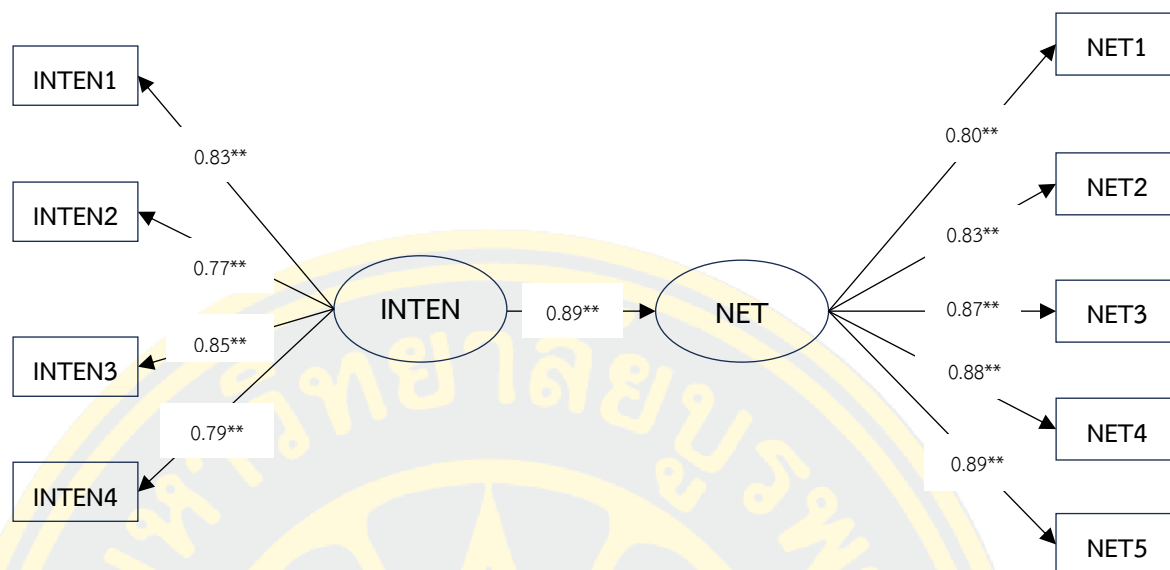 INTEN1
INTEN2
INTEN3
INTEN4
0.83**
0.77**
0.85**
0.79**
INTEN
0.89**
NET
0.80**
0.83**
0.87**
0.88**
0.89**
NET1
NET2
NET3
NET4
NET5